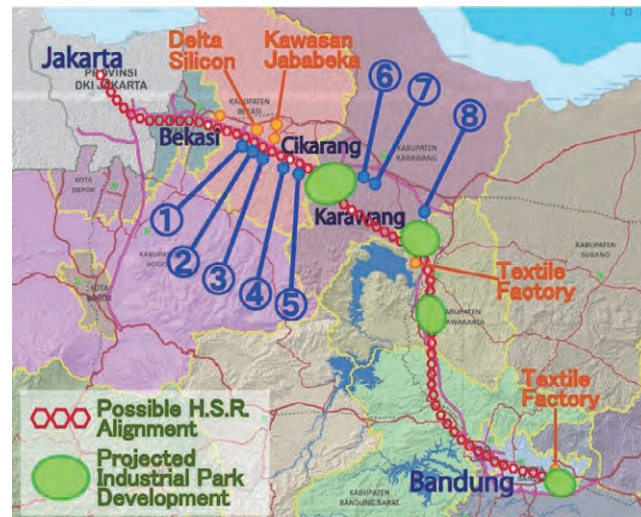 Jakarta
PROVINSI
DKI JAKARTA
Delta
Silicon
Kawasan
Jababeka
⑥
⑦
⑧
KABUPATEN
BEKASI
Bekasi
Cikarang
KABUPATEN
KARAWANG
KOTA
DEPOK
①
②
③
④
⑤
Karawang
KABUPATEN
BOGOR
KOTA
BOGOR
KABUPATEN
SUBANG
Textile
Factory
Textile
Factory
Possible H.S.R.
Alignment
Projected
Industrial Park
Development
Bandung
KABUPATEN
BANDUNG BARAT